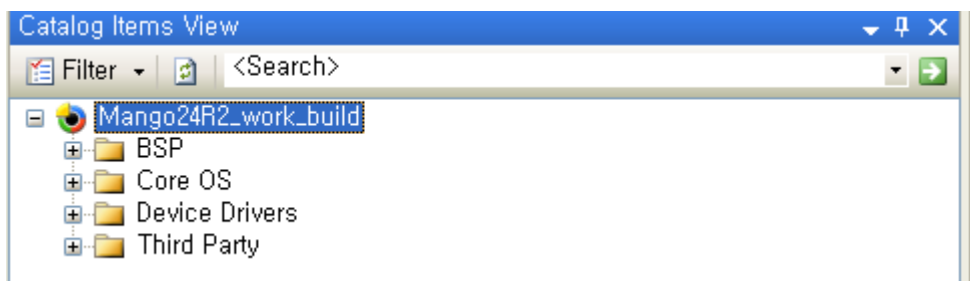 Catalog Items View
Filter <Search>
Mango24R2_work_build
BSP
Core OS
Device Drivers
Third Party